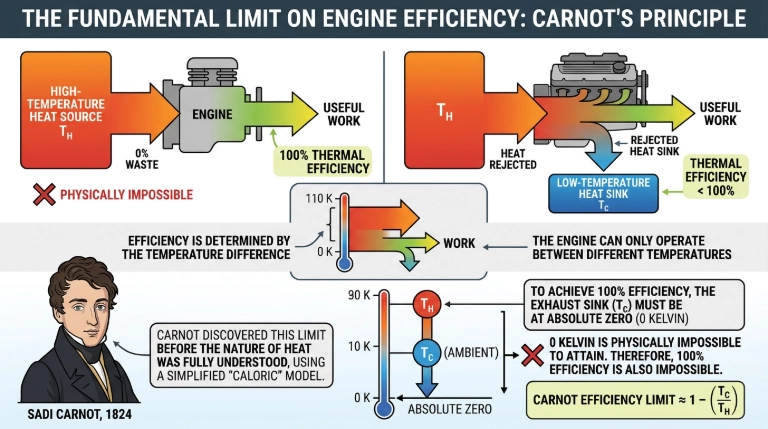 THE FUNDAMENTAL LIMIT ON ENGINE EFFICIENCY: CARNOT'S PRINCIPLE
HIGH-
TEMPERATURE
HEAT SOURCE
TH
0%
WASTE
ENGINE
USEFUL
WORK
100% THERMAL
EFFICIENCY
PHYSICALLY IMPOSSIBLE
TH
HEAT
REJECTED
USEFUL
WORK
REJECTED
HEAT SINK
LOW-TEMPERATURE
HEAT SINK
TC
THERMAL
EFFICIENCY
< 100%
EFFICIENCY IS DETERMINED BY
THE TEMPERATURE DIFFERENCE
110 K
0 K
WORK
THE ENGINE CAN ONLY OPERATE
BETWEEN DIFFERENT TEMPERATURES
SADI CARNOT, 1824
CARNOT DISCOVERED THIS LIMIT
BEFORE THE NATURE OF HEAT
WAS FULLY UNDERSTOOD, USING
A SIMPLIFIED “CALORIC” MODEL.
90 K
TH
10 K
TC
(AMBIENT)
0 K
ABSOLUTE ZERO
TO ACHIEVE 100% EFFICIENCY, THE
EXHAUST SINK (TC) MUST BE
AT ABSOLUTE ZERO (0 KELVIN)
0 KELVIN IS PHYSICALLY IMPOSSIBLE
TO ATTAIN. THEREFORE, 100%
EFFICIENCY IS ALSO IMPOSSIBLE.
CARNOT EFFICIENCY LIMIT ≈ 1 − (TC/TH)